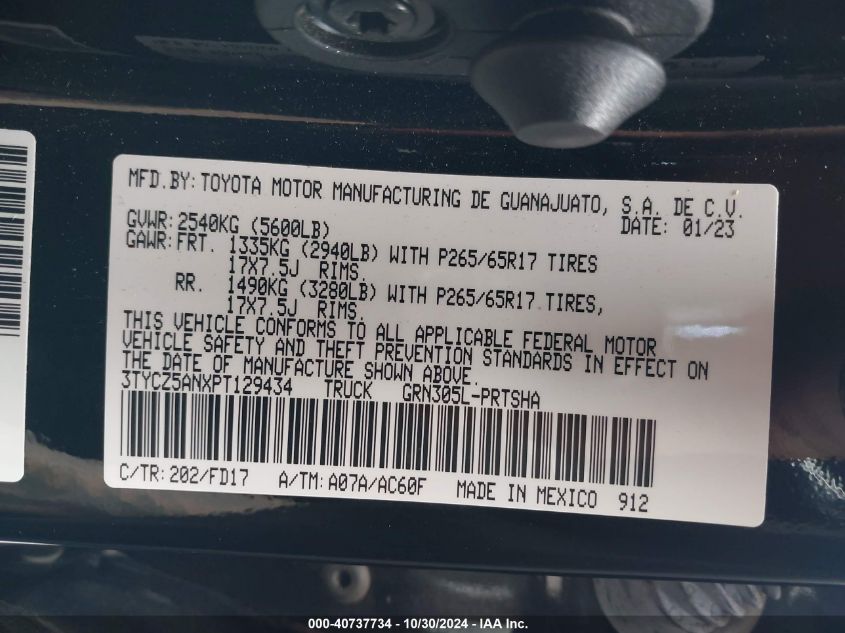 MFD.BY:TOYOTA MOTOR MANUFACTURING DE GUANAJUATO, S.A. DE C.V.
GVWR:2540KG (5600LB) DATE: 01/23
GAWR:FRT. 1335KG (2940LB) WITH P265/65R17 TIRES
17X7.5J RIMS.
RR. 1490KG (3280LB) WITH P265/65R17 TIRES,
17X7.5J RIMS.
THIS VEHICLE CONFORMS TO ALL APPLICABLE FEDERAL MOTOR
VEHICLE SAFETY AND THEFT PREVENTION STANDARDS IN EFFECT ON
THE DATE OF MANUFACTURE SHOWN ABOVE.
3TYCZ5ANXPT129434 TRUCK GRN305L-PRTSHA
C/TR:202/FD17 A/TM:A07A/AC60F MADE IN MEXICO 912
000-40737734 - 10/30/2024 - IAA Inc.